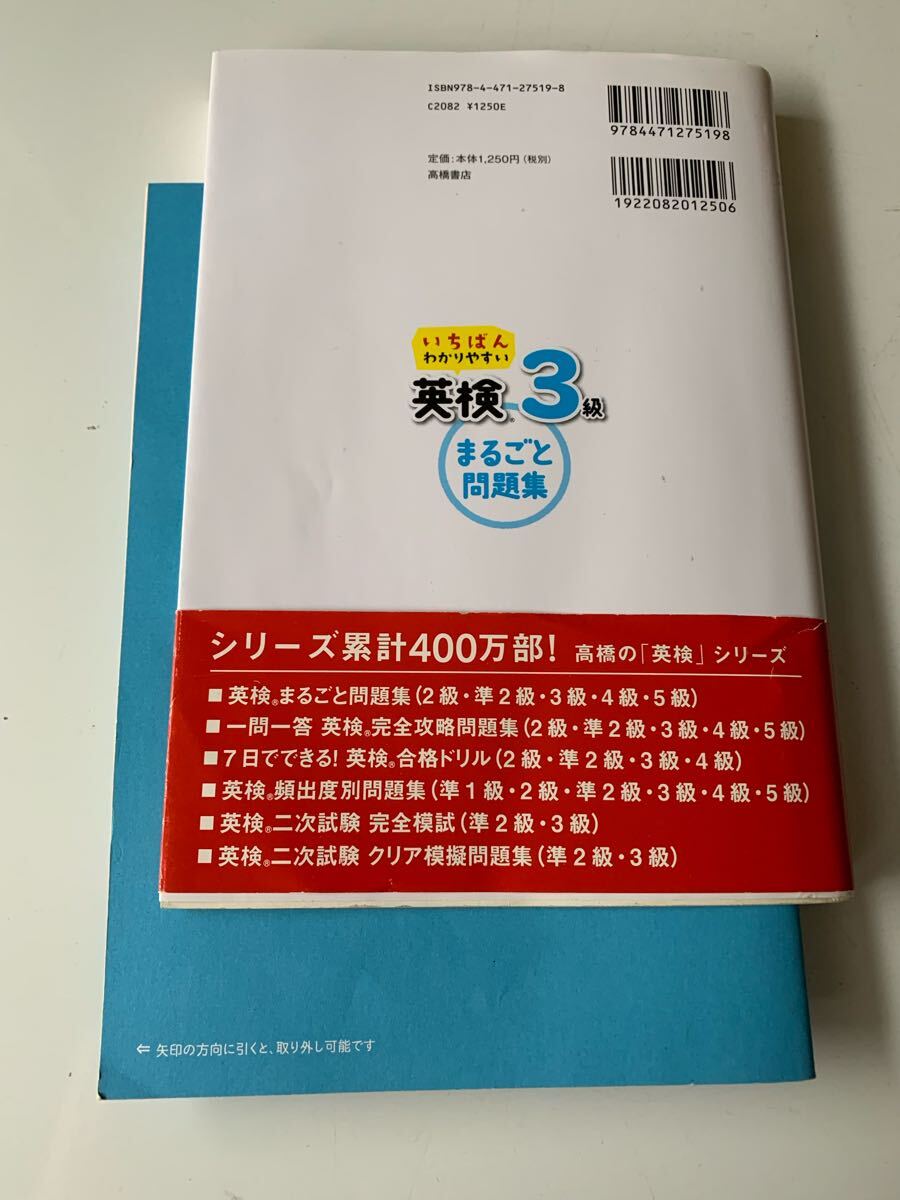 ISBN978-4-471-27519-8
C2082 ¥1250E
9784471275198
定価:本体1,250円(税別)
高橋書店
1922082012506
いちばん
わかりやすい
英検®3級
まるごと
問題集
シリーズ累計400万部! 高橋の「英検」シリーズ
■英検®まるごと問題集(2級・準2級・3級・4級・5級)
■一問一答 英検®完全攻略問題集(2級・準2級・3級・4級・5級)
■7日でできる! 英検®合格ドリル(2級・準2級・3級・4級)
■英検®頻出度別問題集(準1級・2級・準2級・3級・4級・5級)
■英検®二次試験 完全模試(準2級・3級)
■英検®二次試験 クリア模擬問題集(準2級・3級)
⇐ 矢印の方向に引くと、取り外し可能です